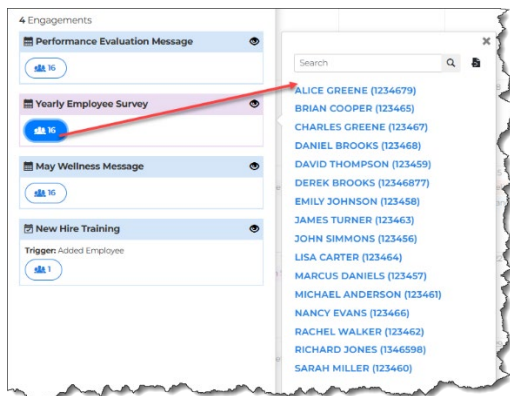 4 Engagements
Performance Evaluation Message
16
Yearly Employee Survey
16
May Wellness Message
16
New Hire Training
Trigger: Added Employee
1
Search
ALICE GREENE (1234679)
BRIAN COOPER (123465)
CHARLES GREENE (123467)
DANIEL BROOKS (123468)
DAVID THOMPSON (123459)
DEREK BROOKS (12346877)
EMILY JOHNSON (123458)
JAMES TURNER (123463)
JOHN SIMMONS (123456)
LISA CARTER (123464)
MARCUS DANIELS (123457)
MICHAEL ANDERSON (123461)
NANCY EVANS (123466)
RACHEL WALKER (123462)
RICHARD JONES (1346598)
SARAH MILLER (123460)